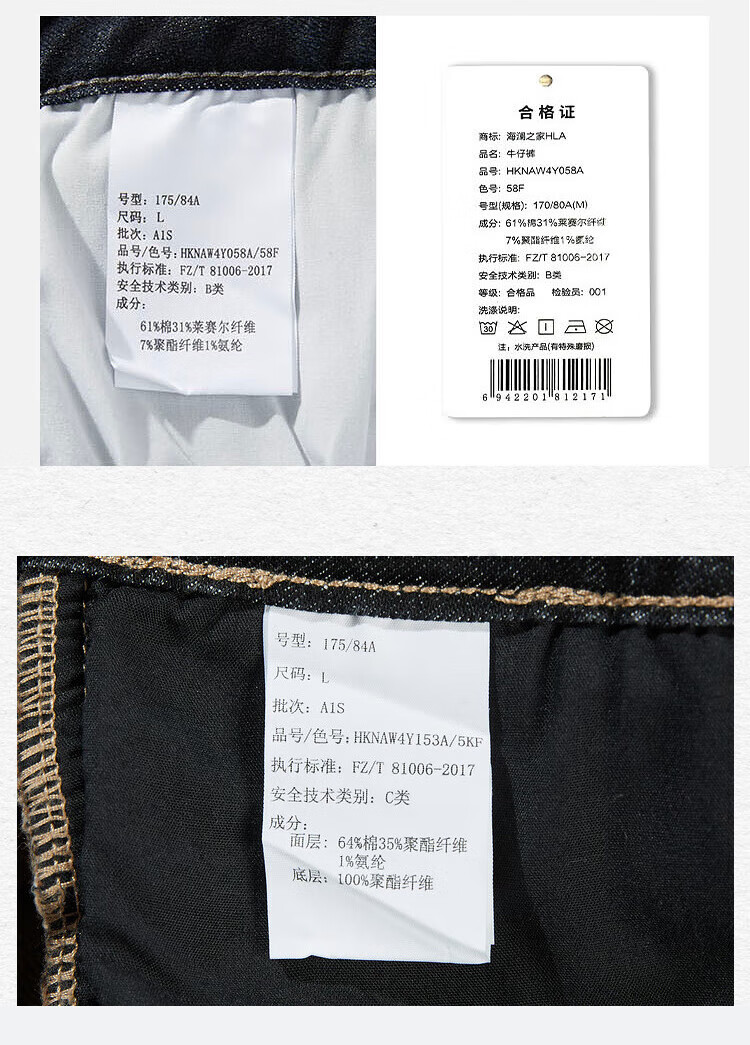 号型: 175/84A
尺码: L
批次: A1S
品号/色号: HKNAW4Y058A/58F
执行标准: FZ/T 81006-2017
安全技术类别: B类
成分:
61%棉31%莱赛尔纤维
7%聚酯纤维1%氨纶
合格证
商标: 海澜之家HLA
品名: 牛仔裤
品号: HKNAW4Y058A
色号: 58F
号型(规格): 170/80A(M)
成分: 61%棉31%莱赛尔纤维
7%聚酯纤维1%氨纶
执行标准: FZ/T 81006-2017
安全技术类别: B类
等级: 合格品 检验员: 001
洗涤说明:
30
注: 水洗产品(有特殊磨损)
6 942201 812171
号型: 175/84A
尺码: L
批次: A1S
品号/色号: HKNAW4Y153A/5KF
执行标准: FZ/T 81006-2017
安全技术类别: C类
成分:
面层: 64%棉35%聚酯纤维
1%氨纶
底层: 100%聚酯纤维